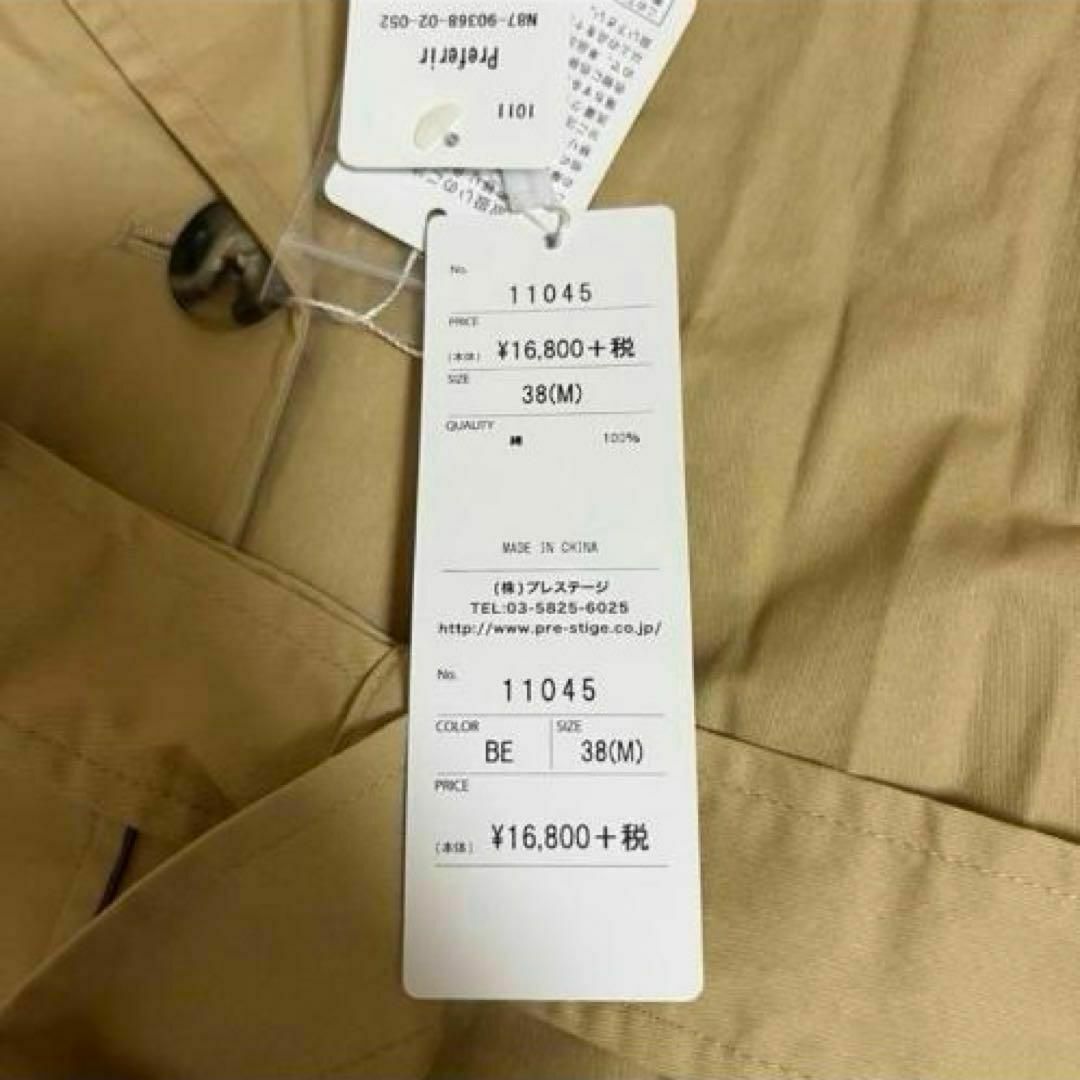 N87-90368-02-052
Preferir
1011
No.
11045
PRICE
(本体) ¥16,800+税
SIZE
38(M)
QUALITY
綿 100%
MADE IN CHINA
(株)プレステージ
TEL:03-5825-6025
http://www.pre-stige.co.jp/
No.
11045
COLOR SIZE
BE 38(M)
PRICE
(本体) ¥16,800+税